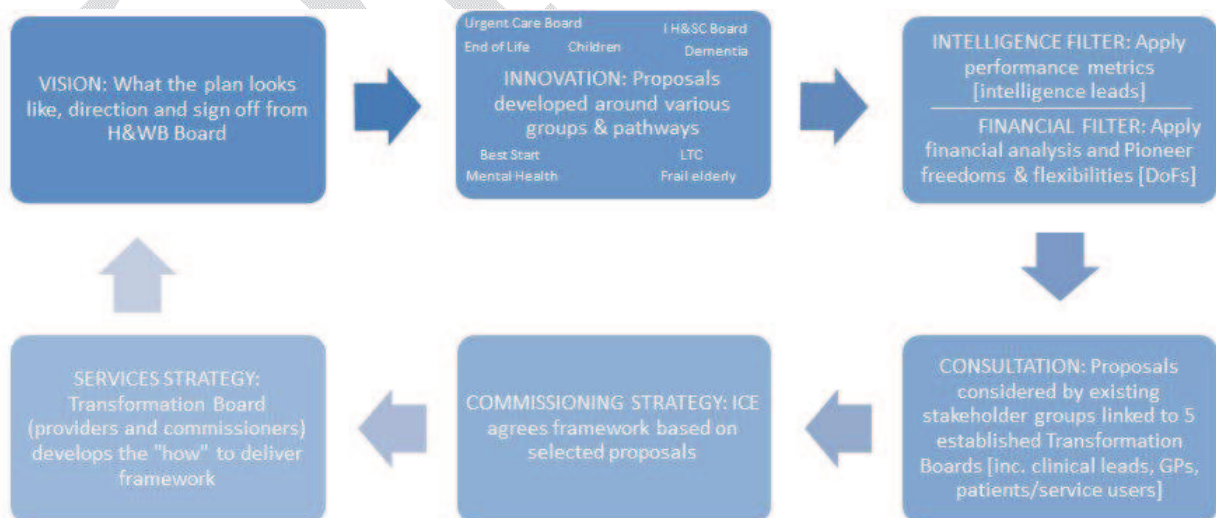 VISION: What the plan looks
like, direction and sign off from
H&WB Board
Urgent Care Board
I H&SC Board
End of Life
Children
Dementia
INNOVATION: Proposals
developed around various
groups & pathways
Best Start
LTC
Mental Health
Frail elderly
INTELLIGENCE FILTER: Apply
performance metrics
[intelligence leads]
FINANCIAL FILTER: Apply
financial analysis and Pioneer
freedoms & flexibilities [DoFs]
CONSULTATION: Proposals
considered by existing
stakeholder groups linked to 5
established Transformation
Boards [inc. clinical leads, GPs,
patients/service users]
COMMISSIONING STRATEGY: ICE
agrees framework based on
selected proposals
SERVICES STRATEGY:
Transformation Board
(providers and commissioners)
develops the "how" to deliver
framework